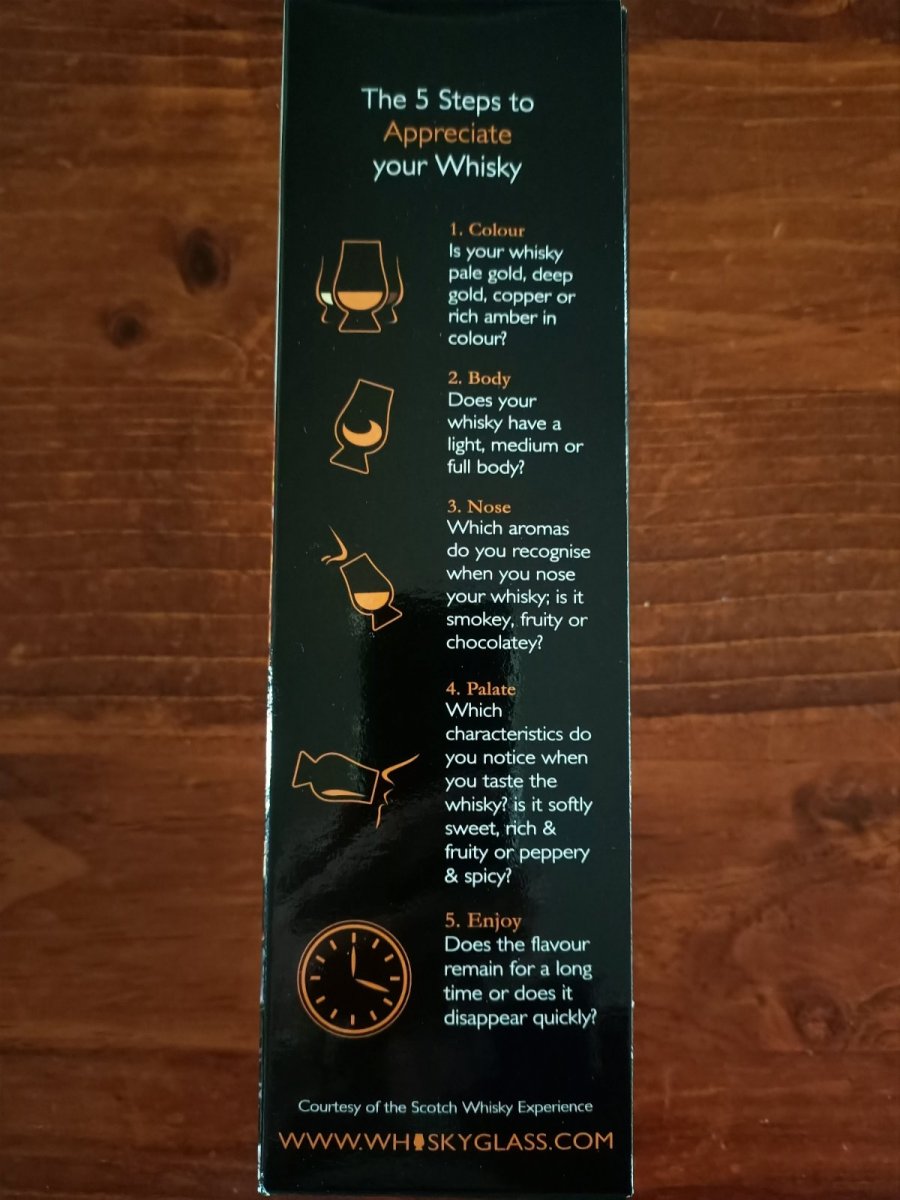 The 5 Steps to
Appreciate
your Whisky
1. Colour
Is your whisky
pale gold, deep
gold, copper or
rich amber in
colour?
2. Body
Does your
whisky have a
light, medium or
full body?
3. Nose
Which aromas
do you recognise
when you nose
your whisky; is it
smokey, fruity or
chocolatey?
4. Palate
Which
characteristics do
you notice when
you taste the
whisky? is it softly
sweet, rich &
fruity or peppery
& spicy?
5. Enjoy
Does the flavour
remain for a long
time or does it
disappear quickly?
Courtesy of the Scotch Whisky Experience
WWW.WHISKYGLASS.COM